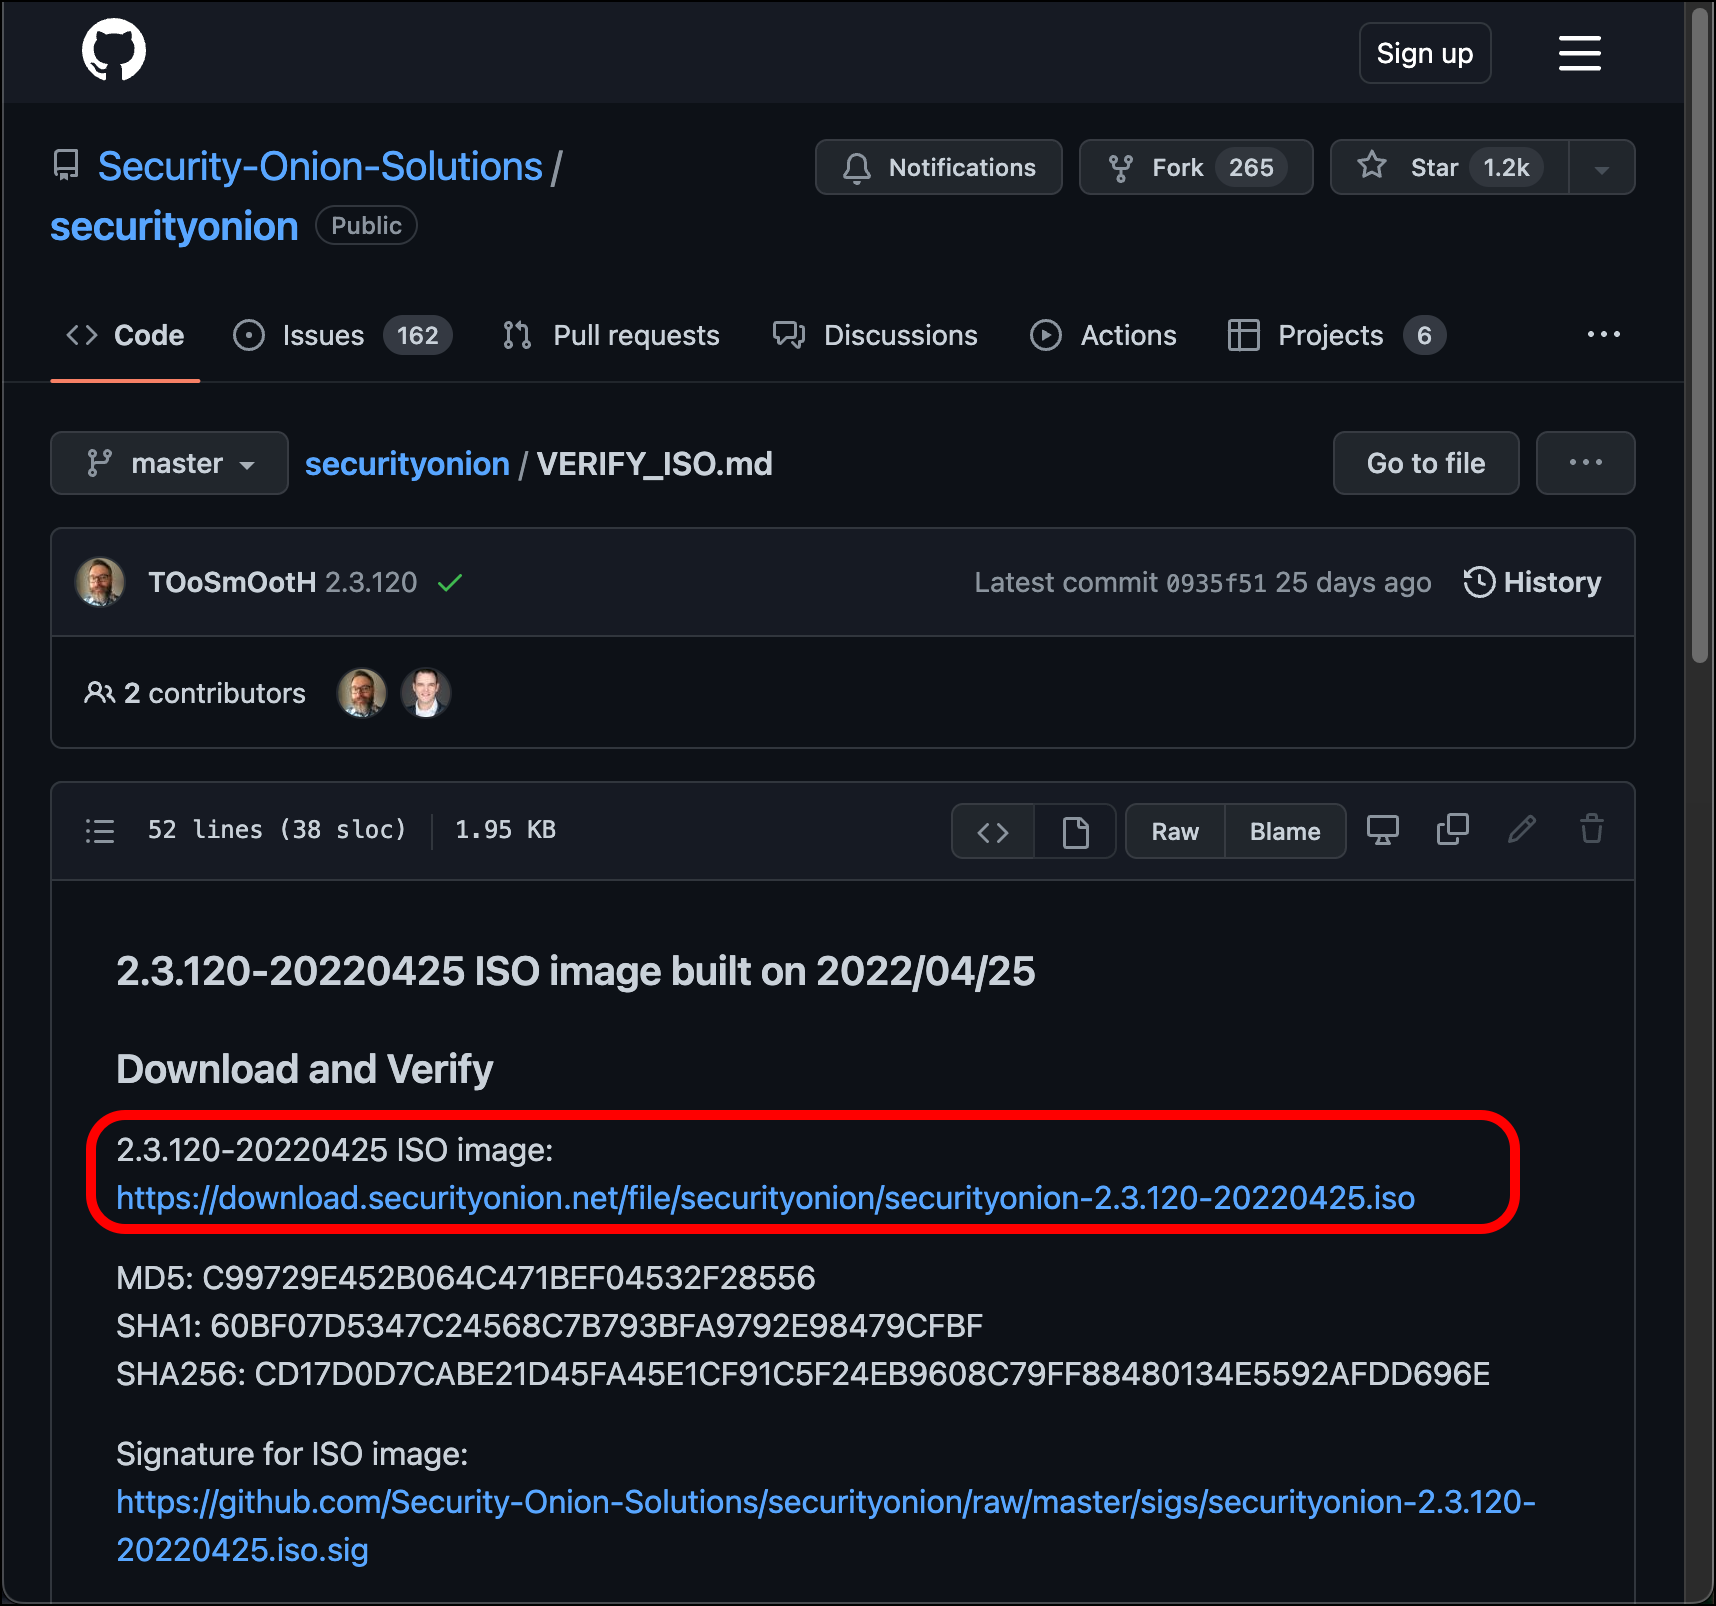 Sign up
Security-Onion-Solutions /
securityonion Public
Notifications
Fork 265
Star 1.2k
Code
Issues 162
Pull requests
Discussions
Actions
Projects 6
master
securityonion / VERIFY_ISO.md
Go to file
TOoSmOotH 2.3.120
Latest commit 0935f51 25 days ago
History
2 contributors
52 lines (38 sloc) 1.95 KB
Raw
Blame
2.3.120-20220425 ISO image built on 2022/04/25
Download and Verify
2.3.120-20220425 ISO image:
https://download.securityonion.net/file/securityonion/securityonion-2.3.120-20220425.iso
MD5: C99729E452B064C471BEF04532F28556
SHA1: 60BF07D5347C24568C7B793BFA9792E98479CFBF
SHA256: CD17D0D7CABE21D45FA45E1CF91C5F24EB9608C79FF88480134E5592AFDD696E
Signature for ISO image:
https://github.com/Security-Onion-Solutions/securityonion/raw/master/sigs/securityonion-2.3.120-
20220425.iso.sig